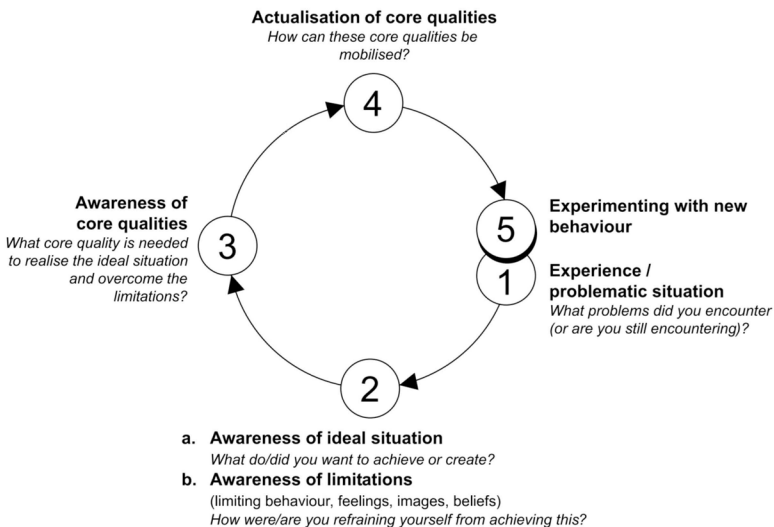 Actualisation of core qualities
How can these core qualities be
mobilised?
4
Awareness of
core qualities
What core quality is needed
to realise the ideal situation
and overcome the
limitations?
3
5
Experimenting with new
behaviour
1
Experience /
problematic situation
What problems did you encounter
(or are you still encountering)?
2
a. Awareness of ideal situation
What do/did you want to achieve or create?
b. Awareness of limitations
(limiting behaviour, feelings, images, beliefs)
How were/are you refraining yourself from achieving this?